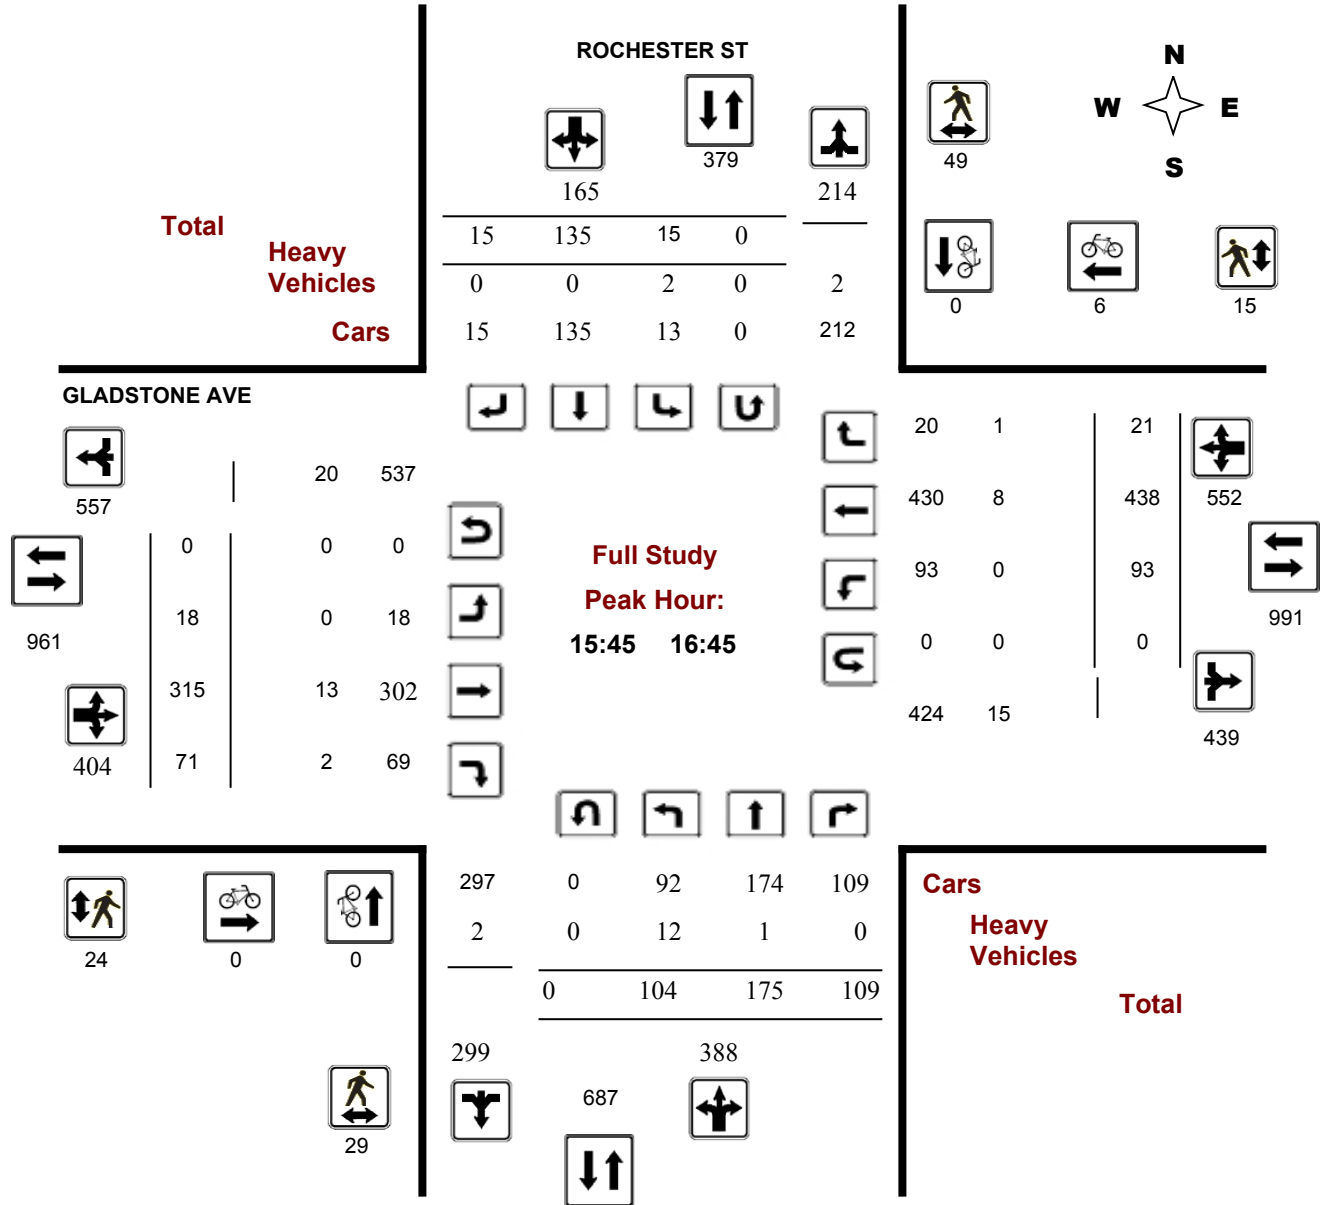 ROCHESTER ST
N
W E
S
379
49
165 214
Total
15 135 15 0
Heavy
Vehicles
0 0 2 0 2
0 6 15
Cars
15 135 13 0 212
GLADSTONE AVE
20 1 21
20 537
557
430 8 438 552
0 0 0
Full Study
93 0 93
Peak Hour:
18 0 18
991
961
15:45 16:45
0 0 0
315 13 302
424 15
439
404 71 2 69
297 0 92 174 109
Cars
2 0 12 1 0
Heavy
Vehicles
24 0 0
0 104 175 109
Total
299 388
687
29